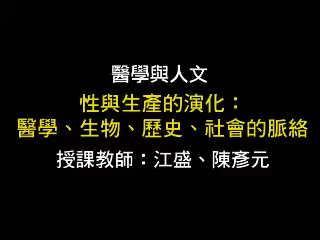 醫學與人文
性與生產的演化：
醫學、生物、歷史、社會的脈絡
授課教師：江盛、陳彥元